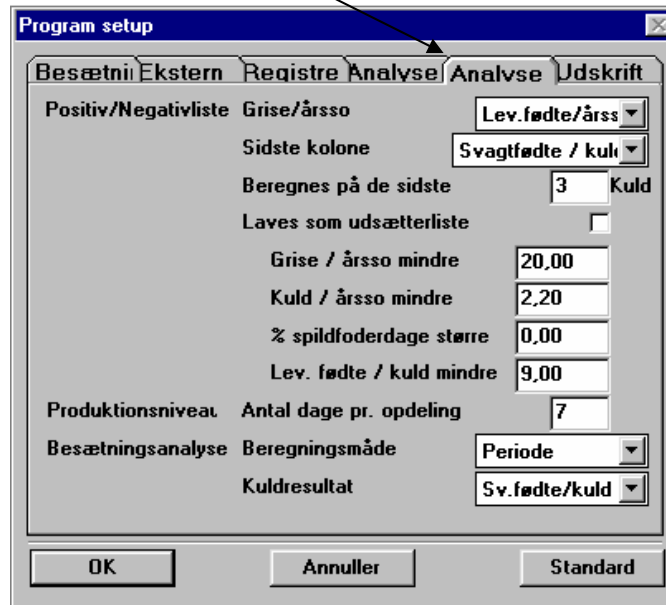 Program setup
Besætnii Ekstern Registre Analyse Analyse Udskrift
Positiv/Negativliste Grise/årsso Lev.fødte/årss
Sidste kolone Svagtfødte / kul
Beregnes på de sidste 3 Kuld
Laves som udsætterliste
Grise / årsso mindre 20,00
Kuld / årsso mindre 2,20
% spildfoderdage større 0,00
Lev. fødte / kuld mindre 9,00
Produktionsniveau Antal dage pr. opdeling 7
Besætningsanalyse Beregningsmåde Periode
Kuldresultat Sv.fødte/kuld
OK Annuller Standard